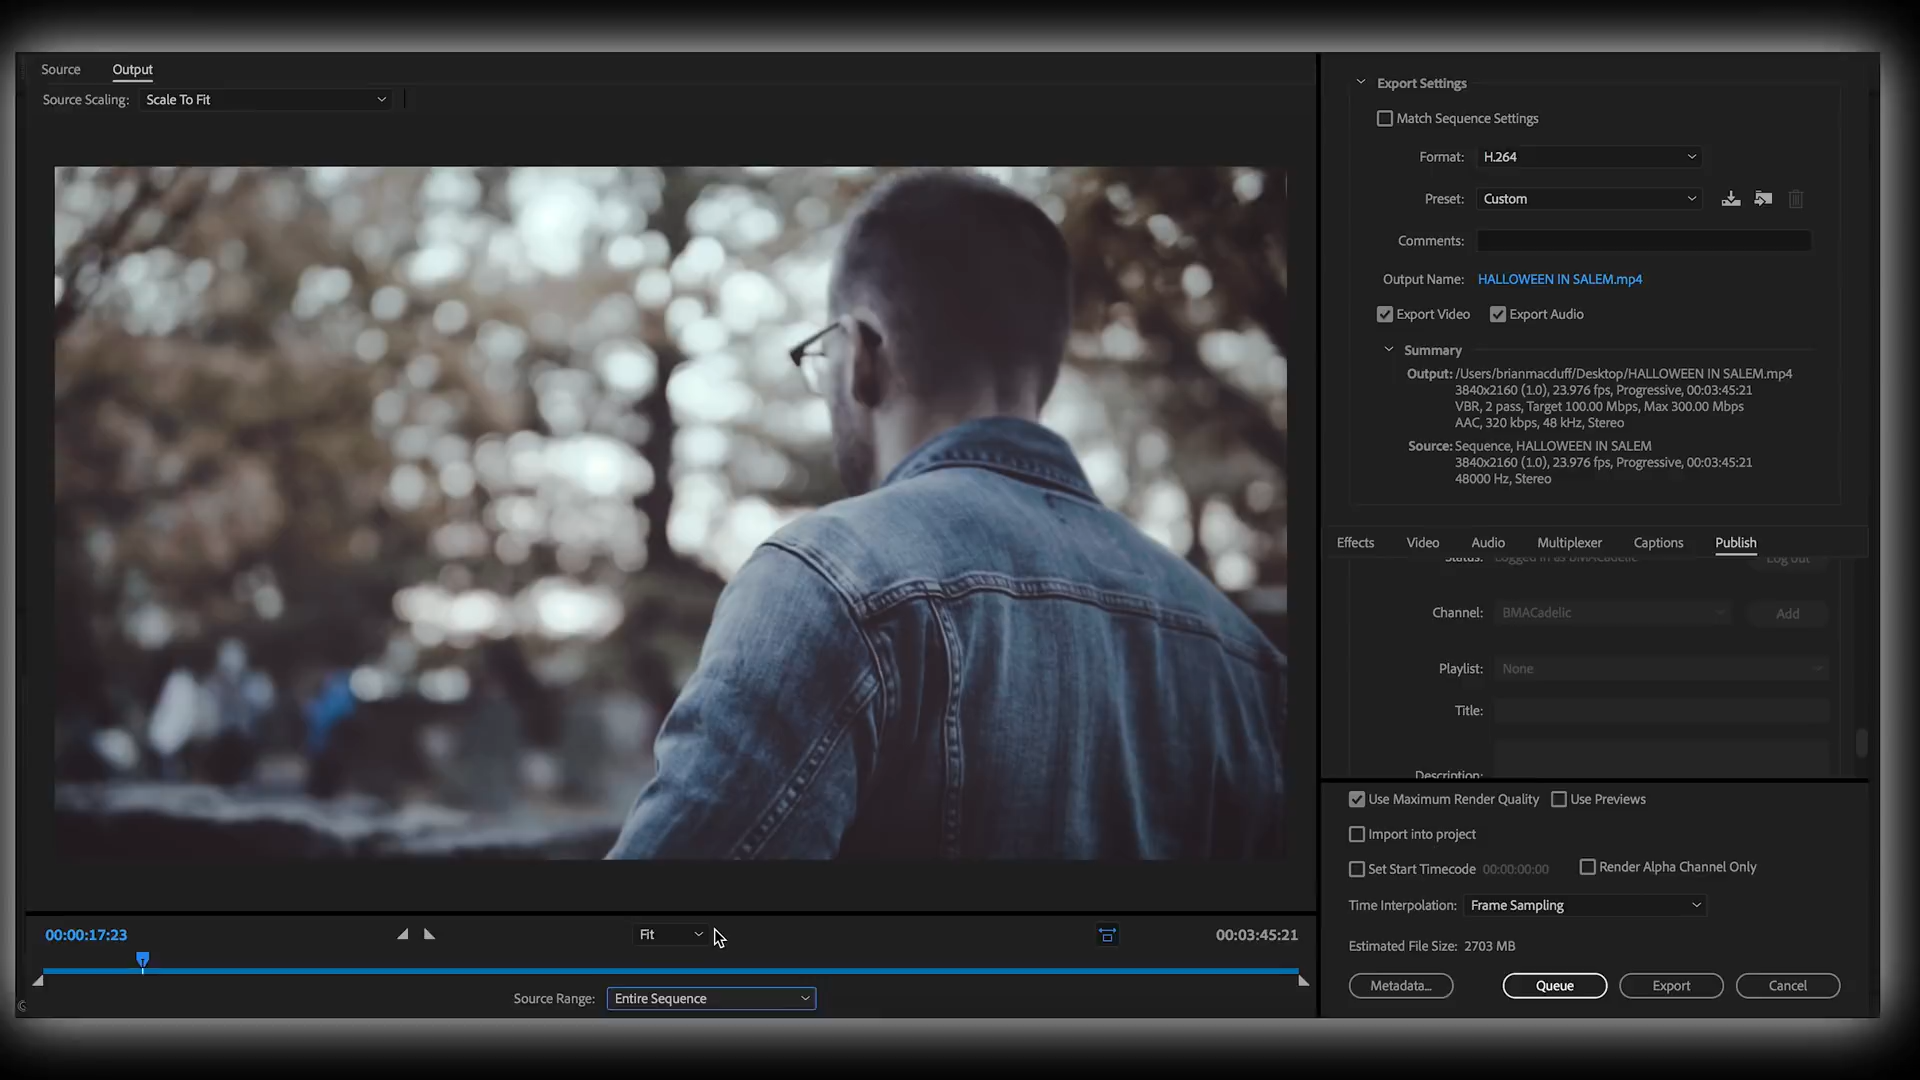 Source
Output
Source Scaling:
Scale To Fit
Export Settings
Match Sequence Settings
Format:
H.264
Preset:
Custom
Comments:
Output Name:
HALLOWEEN IN SALEM.mp4
Export Video
Export Audio
Summary
Output: /Users/brianmacduff/Desktop/HALLOWEEN IN SALEM.mp4
3840x2160 (1.0), 23.976 fps, Progressive, 00:03:45:21
VBR, 2 pass, Target 100.00 Mbps, Max 300.00 Mbps
AAC, 320 kbps, 48 kHz, Stereo
Source: Sequence, HALLOWEEN IN SALEM
3840x2160 (1.0), 23.976 fps, Progressive, 00:03:45:21
48000 Hz, Stereo
Effects
Video
Audio
Multiplexer
Captions
Publish
Status:
Logged in as BMACadelic
Log out
Channel:
BMACadelic
Add
Playlist:
None
Title:
Description:
Use Maximum Render Quality
Use Previews
Import into project
Set Start Timecode
00:00:00:00
Render Alpha Channel Only
Time Interpolation:
Frame Sampling
Estimated File Size: 2703 MB
Metadata...
Queue
Export
Cancel
00:00:17:23
Fit
00:03:45:21
Source Range:
Entire Sequence